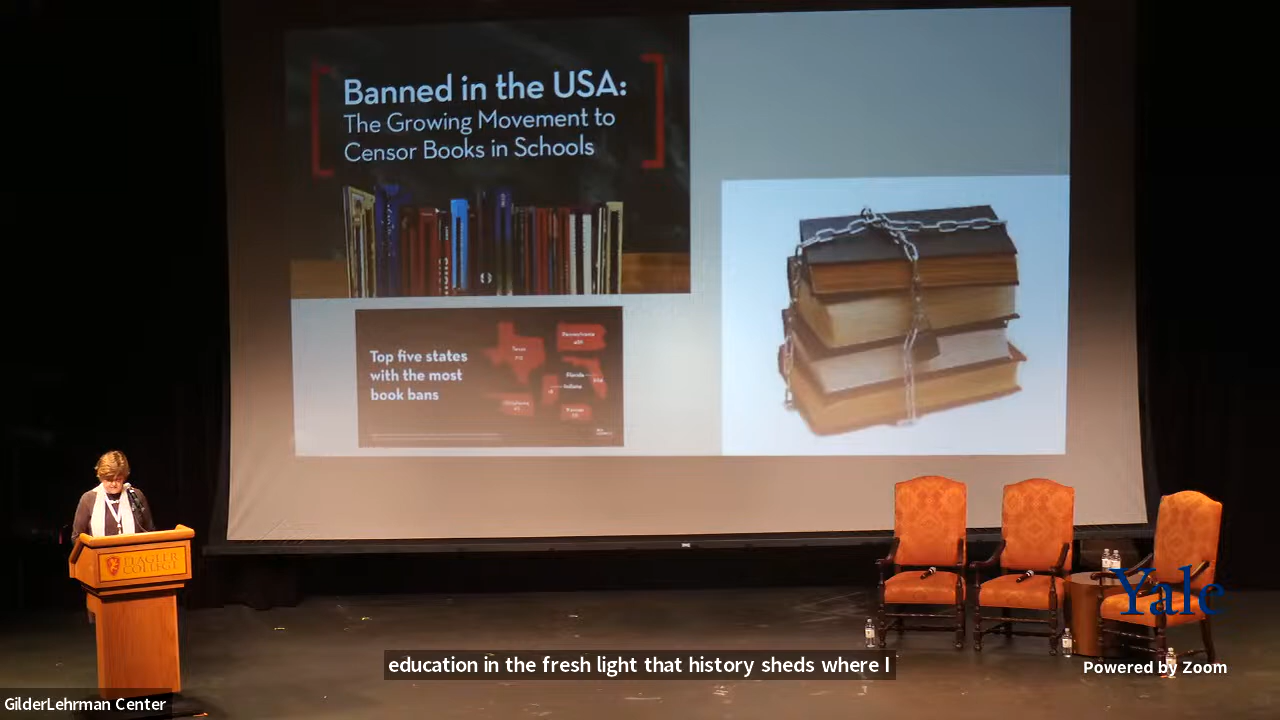 Banned in the USA:
The Growing Movement to
Censor Books in Schools
Top five states
with the most
book bans
Texas
Pennsylvania
Florida
Indiana
Oklahoma
FLAGLER
COLLEGE
Yale
education in the fresh light that history sheds where I
Powered by Zoom
GilderLehrman Center